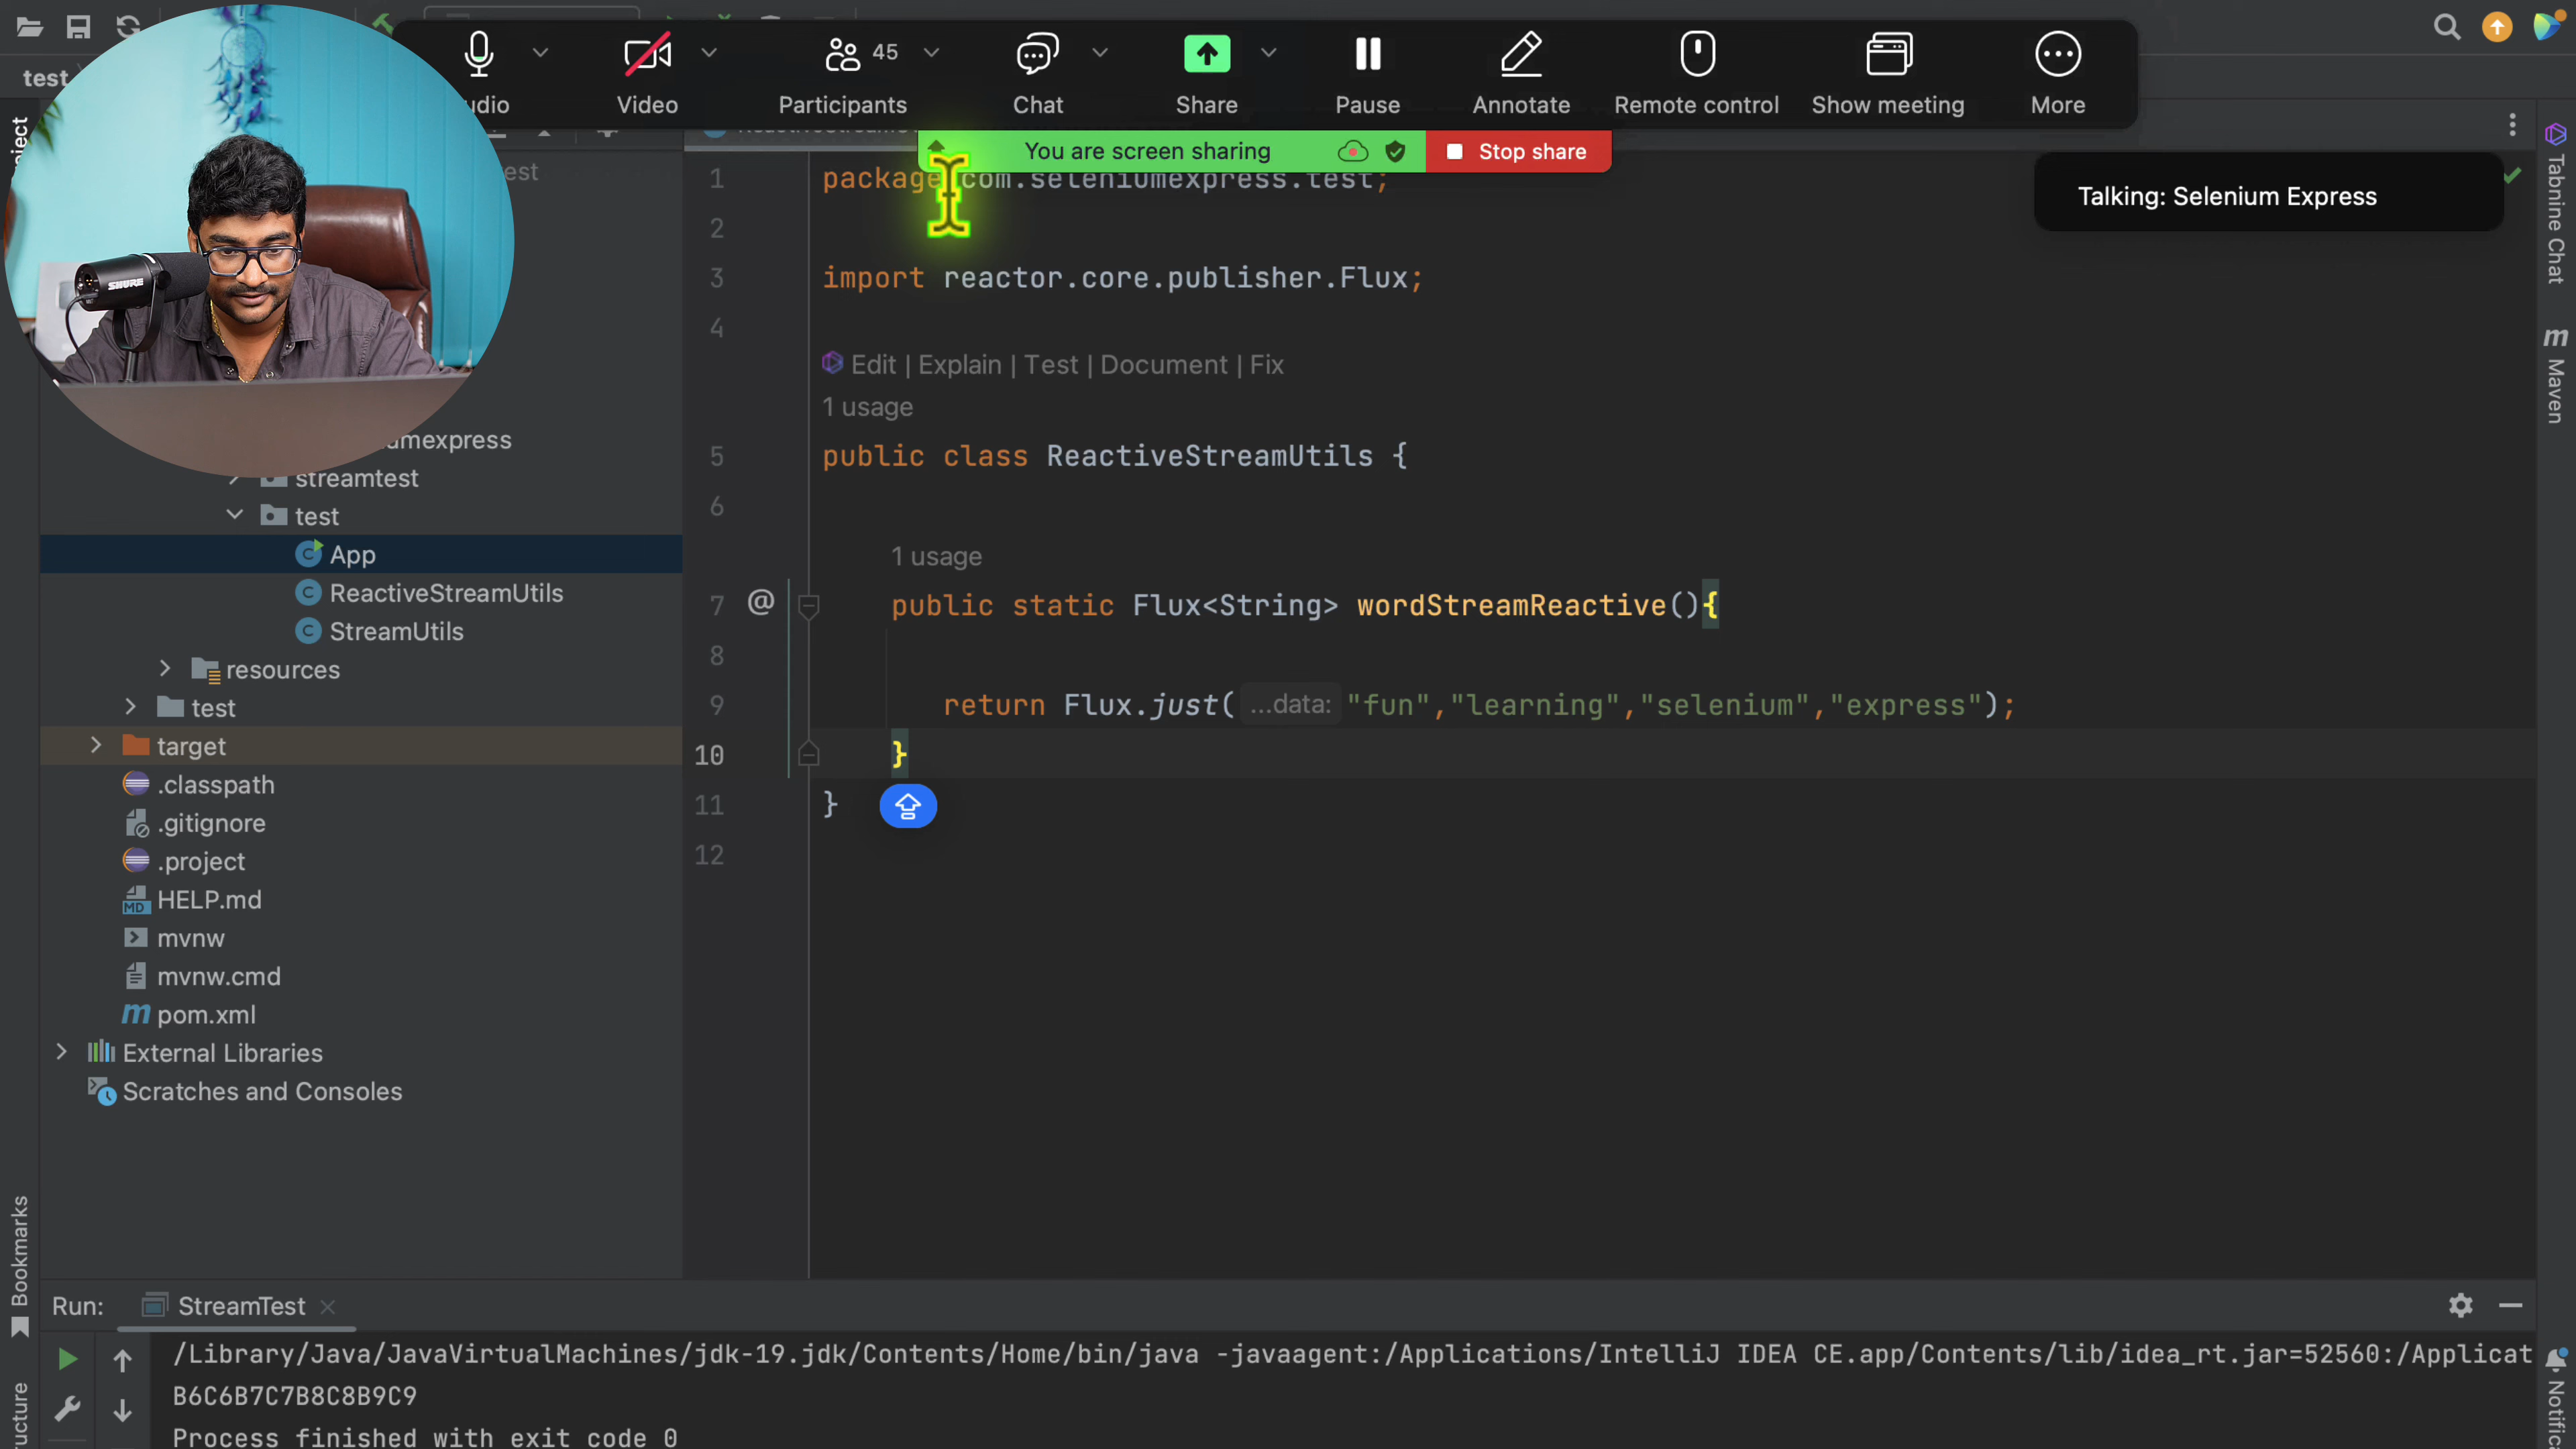 45
udio
Video
Participants
Chat
Share
Pause
Annotate
Remote control
Show meeting
More
You are screen sharing
Stop share
Talking: Selenium Express
test
SHURE
est
streamtest
test
App
ReactiveStreamUtils
StreamUtils
resources
test
target
.classpath
.gitignore
.project
HELP.md
mvnw
mvnw.cmd
pom.xml
External Libraries
Scratches and Consoles
1 package com.seleniumexpress.test;
2
3 import reactor.core.publisher.Flux;
4
Edit | Explain | Test | Document | Fix
1 usage
5 public class ReactiveStreamUtils {
6
1 usage
7 @ public static Flux<String> wordStreamReactive(){
8
9 return Flux.just( ...data: "fun","learning","selenium","express");
10 }
11 }
12
Tabnine Chat
Maven
Bookmarks
ructure
Notific
Run: StreamTest
/Library/Java/JavaVirtualMachines/jdk-19.jdk/Contents/Home/bin/java -javaagent:/Applications/IntelliJ IDEA CE.app/Contents/lib/idea_rt.jar=52560:/Applicat
B6C6B7C7B8C8B9C9
Process finished with exit code 0